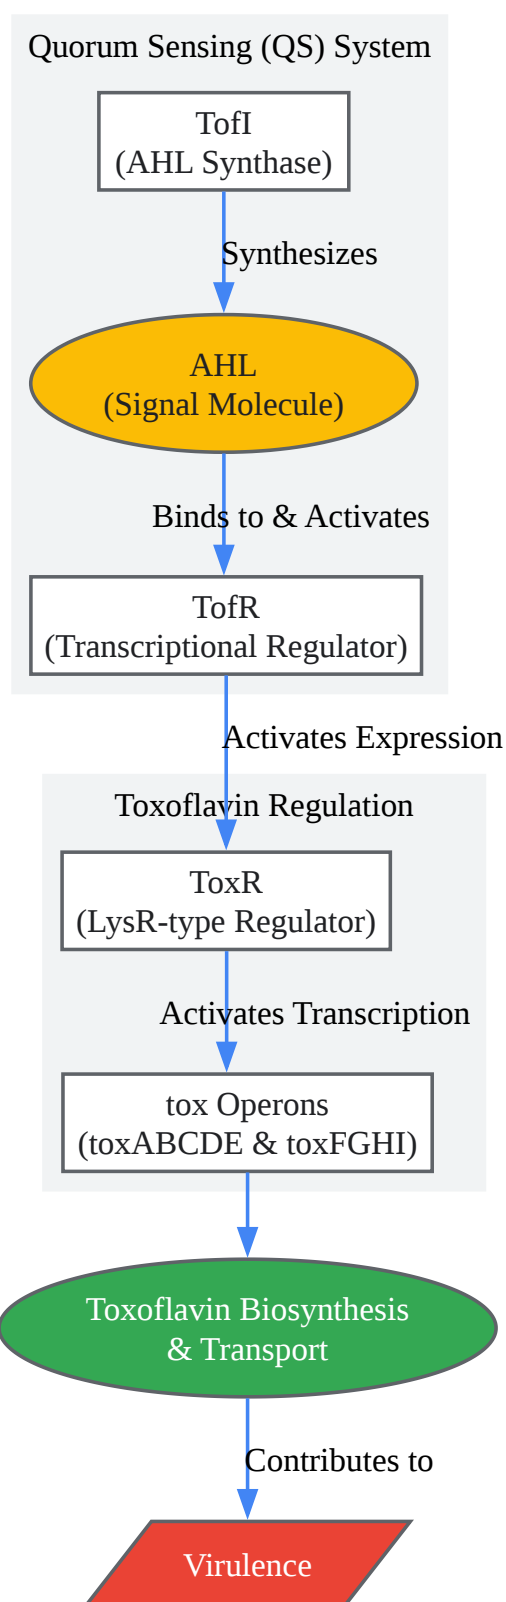 Quorum Sensing (QS) System
TofI
(AHL Synthase)
Synthesizes
AHL
(Signal Molecule)
Binds to & Activates
TofR
(Transcriptional Regulator)
Activates Expression
Toxoflavin Regulation
ToxR
(LysR-type Regulator)
Activates Transcription
tox Operons
(toxABCDE & toxFGHI)
Toxoflavin Biosynthesis
& Transport
Contributes to
Virulence